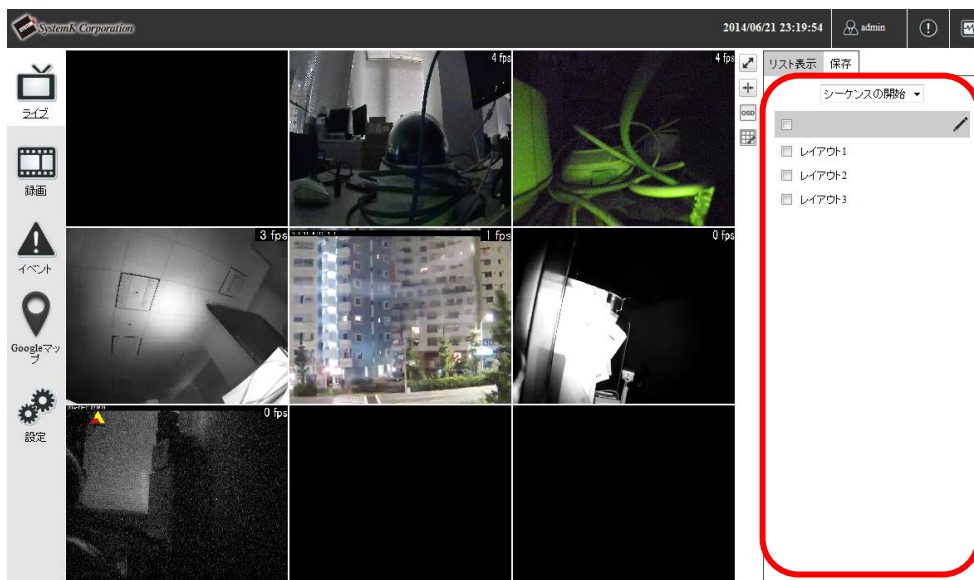 SystemK Corporation
2014/06/21 23:19:54
admin
ライブ
録画
イベント
Googleマッ
プ
設定
4 fps
4 fps
3 fps
1 fps
0 fps
0 fps
OSD
リスト表示
保存
シーケンスの開始
レイアウト1
レイアウト2
レイアウト3